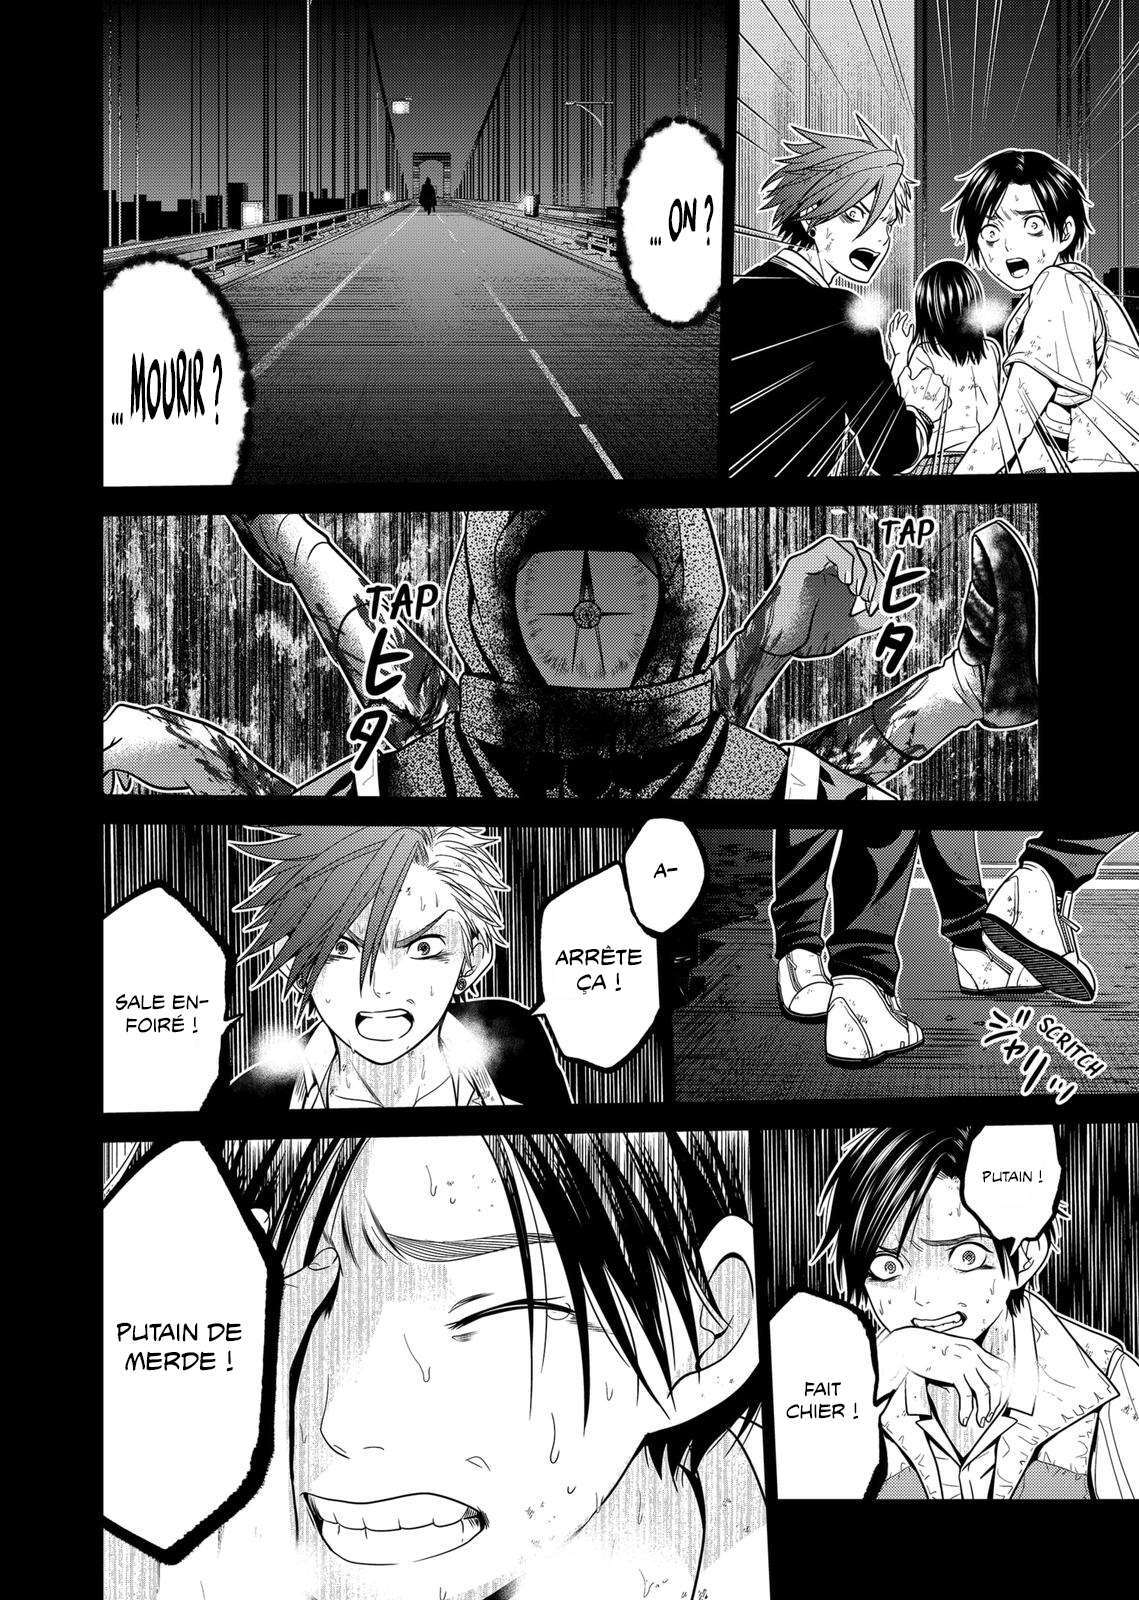 ... ON ?
... MOURIR ?
TAP
ヒタ
TAP
ヒタ
SCRITCH
ジャリッ
A-
ARRÊTE
ÇA !
SALE EN-
FOIRÉ !
PUTAIN !
FAIT
CHIER !
PUTAIN DE
MERDE !